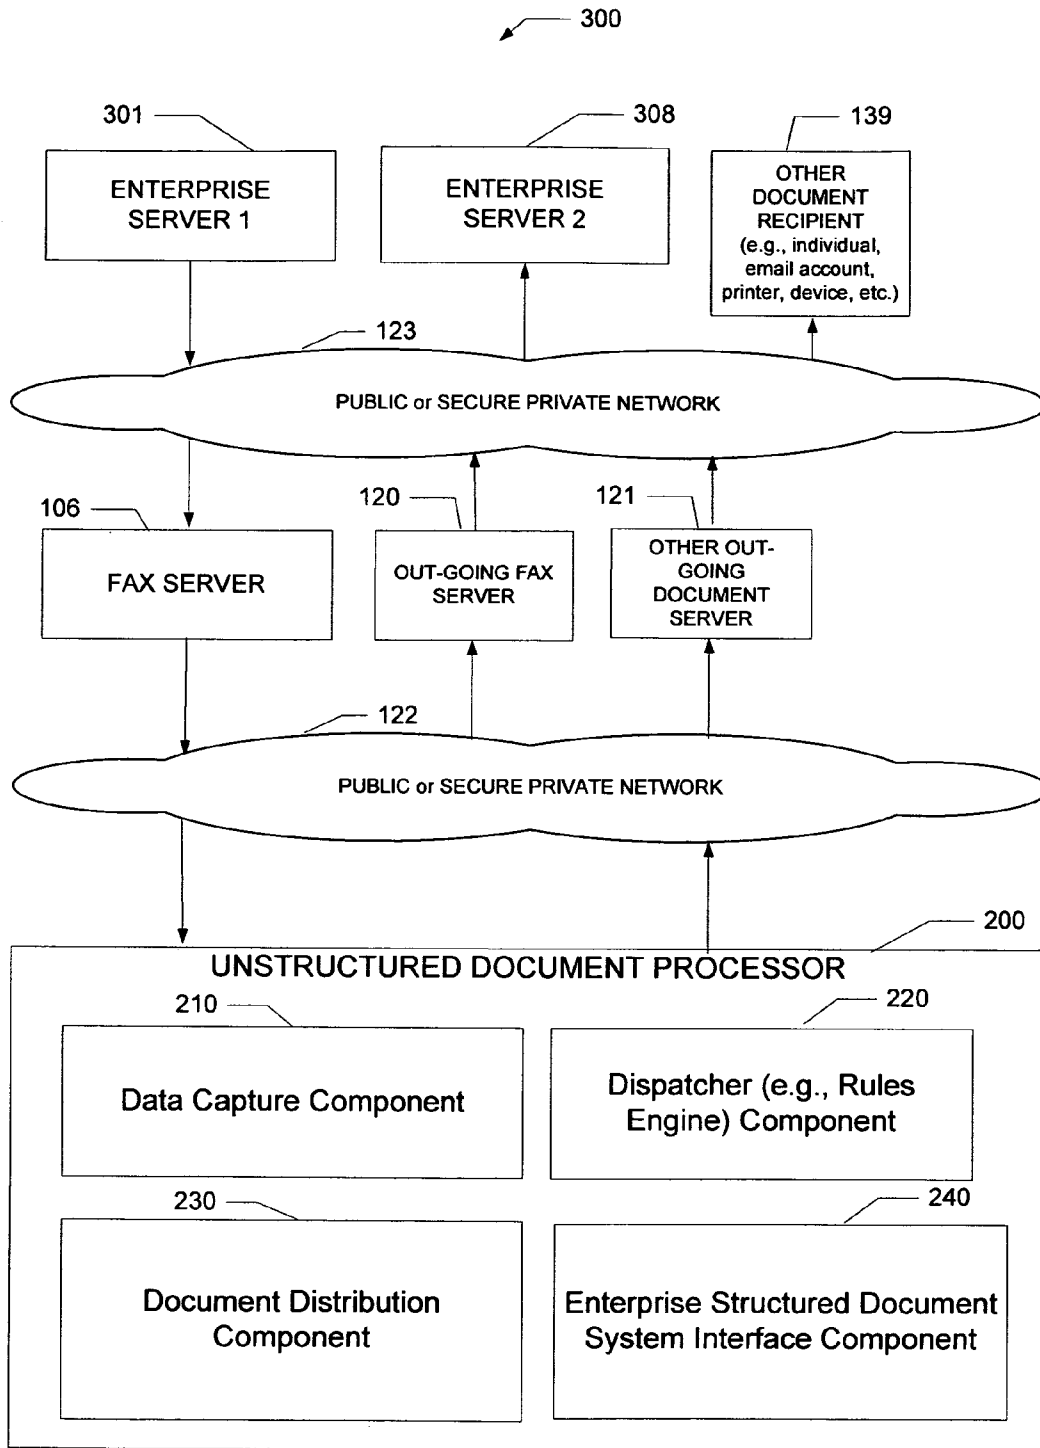 300
301
308
139
ENTERPRISE
SERVER 1
ENTERPRISE
SERVER 2
OTHER
DOCUMENT
RECIPIENT
(e.g., individual,
email account,
printer, device, etc.)
123
PUBLIC or SECURE PRIVATE NETWORK
106
120
121
FAX SERVER
OUT-GOING FAX
SERVER
OTHER OUT-
GOING
DOCUMENT
SERVER
122
PUBLIC or SECURE PRIVATE NETWORK
200
UNSTRUCTURED DOCUMENT PROCESSOR
210
220
Data Capture Component
Dispatcher (e.g., Rules
Engine) Component
230
240
Document Distribution
Component
Enterprise Structured Document
System Interface Component